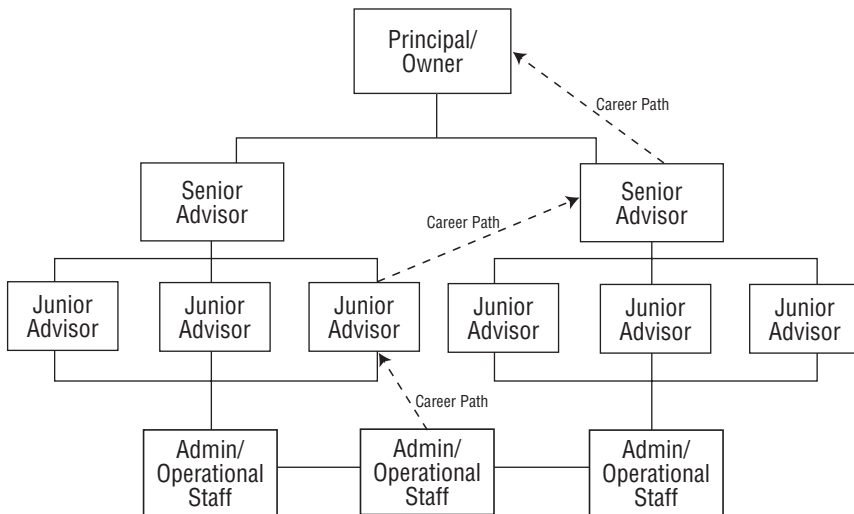 Principal/
Owner
Career Path
Senior
Advisor
Senior
Advisor
Career Path
Junior
Advisor
Junior
Advisor
Junior
Advisor
Junior
Advisor
Junior
Advisor
Junior
Advisor
Career Path
Admin/
Operational
Staff
Admin/
Operational
Staff
Admin/
Operational
Staff